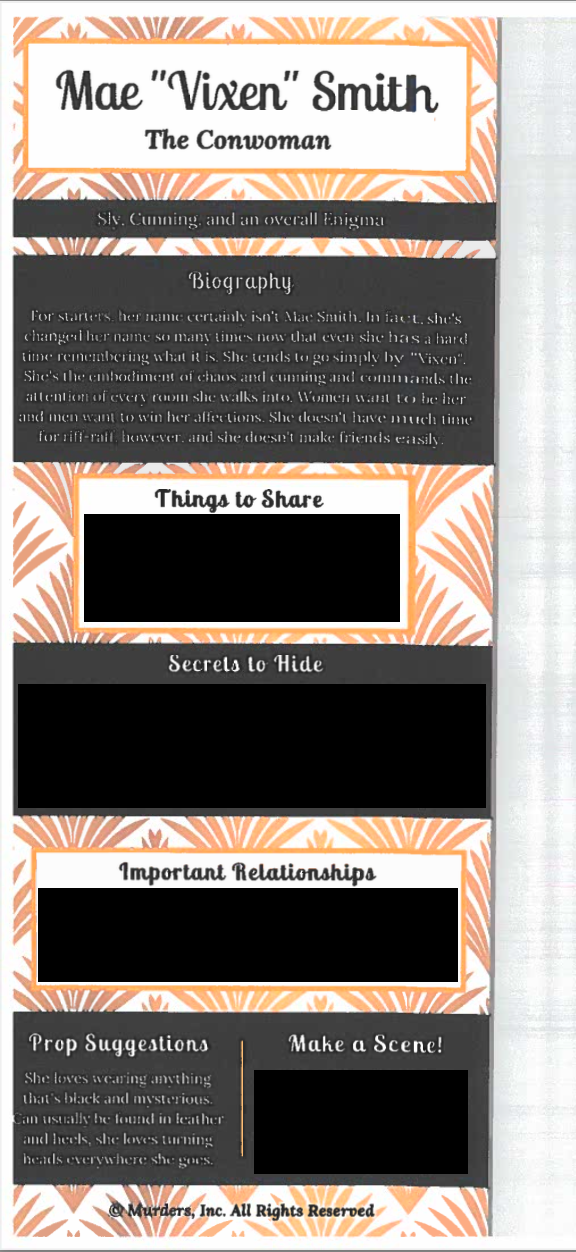 Mae "Vixen" Smith
The Conwoman
Sly, Cunning, and an overall Enigma
Biography
For starters, her name certainly isn't Mae Smith. In fact, she's
changed her name so many times now that even she has a hard
time remembering what it is. She tends to go simply by "Vixen".
She's the embodiment of chaos and cunning and commands the
attention of every room she walks into. Women want to be her
and men want to win her affections. She doesn't have much time
for riff-raff, however, and she doesn't make friends easily.
Things to Share
Secrets to Hide
Important Relationships
Prop Suggestions
She loves wearing anything
that's black and mysterious.
Can usually be found in leather
and heels, she loves turning
heads everywhere she goes.
Make a Scene!
© Murders, Inc. All Rights Reserved